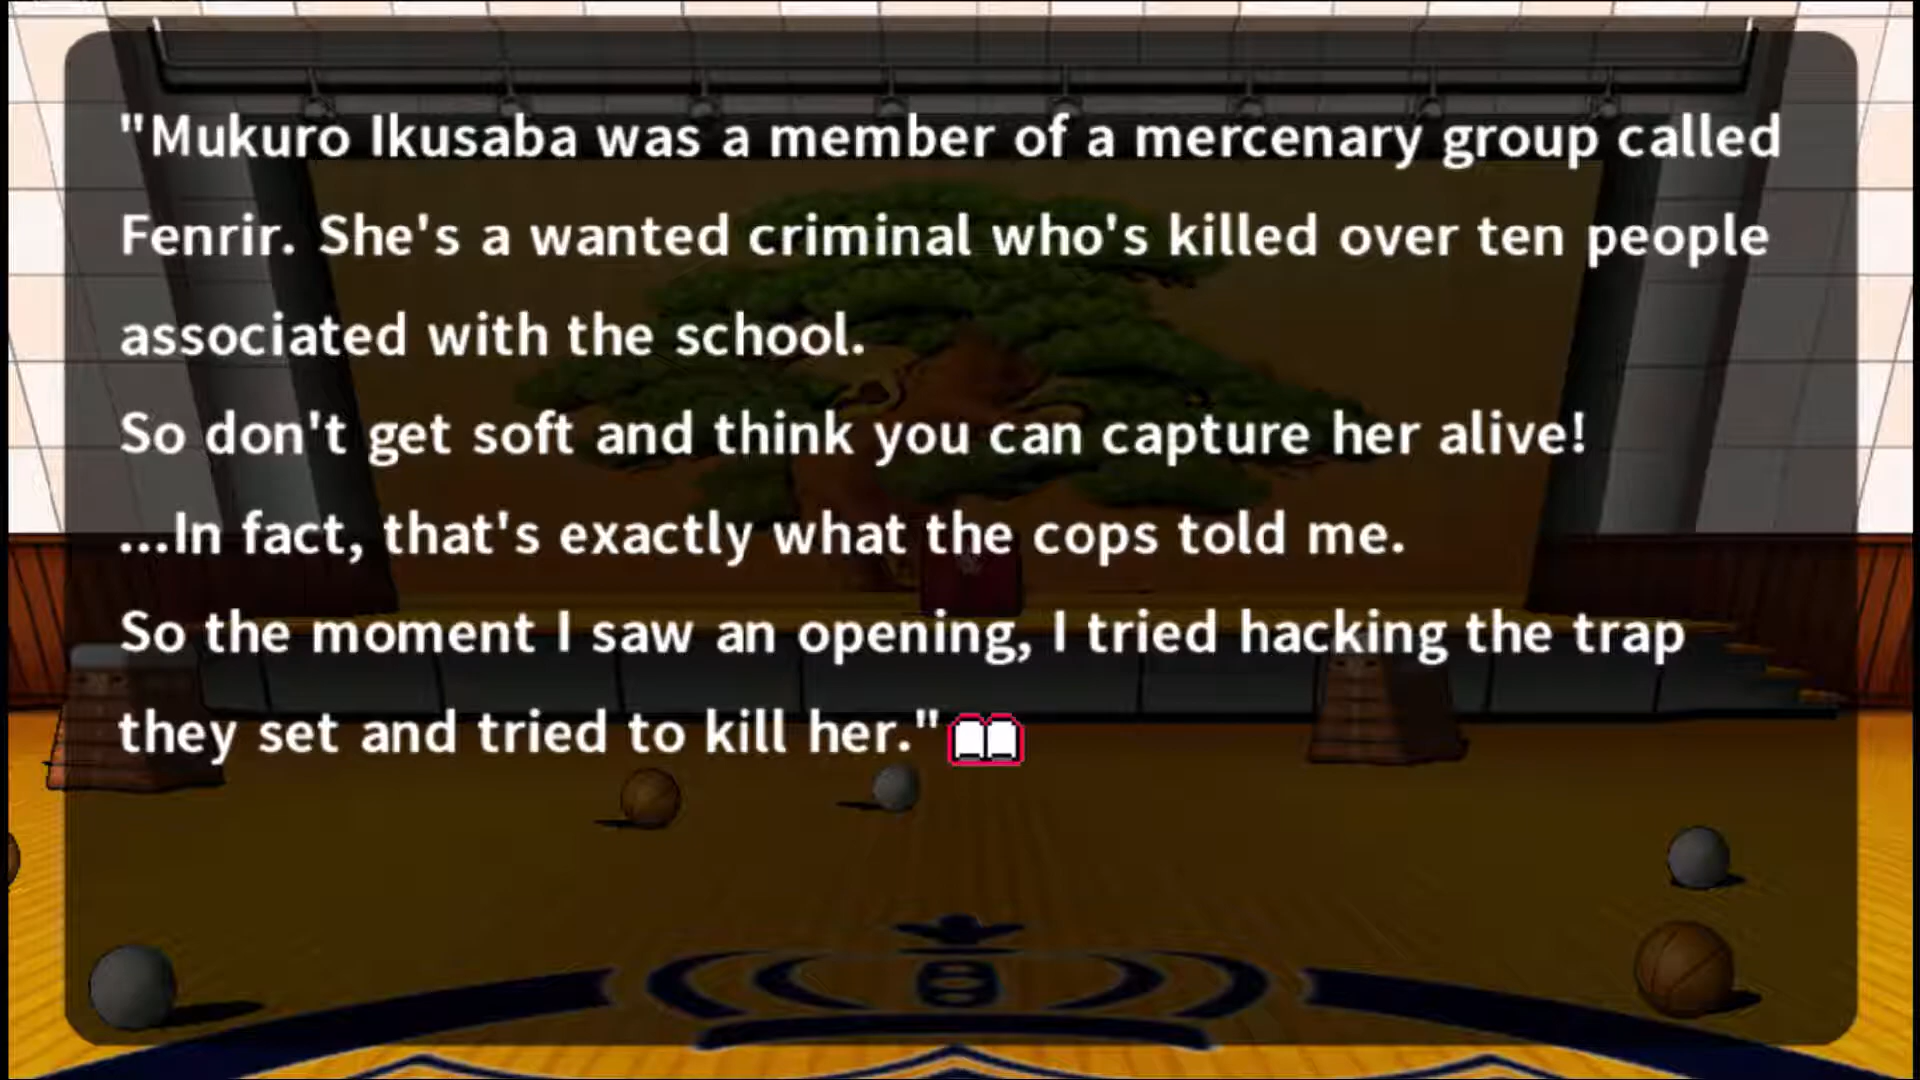 "Mukuro Ikusaba was a member of a mercenary group called
Fenrir. She's a wanted criminal who's killed over ten people
associated with the school.
So don't get soft and think you can capture her alive!
...In fact, that's exactly what the cops told me.
So the moment I saw an opening, I tried hacking the trap
they set and tried to kill her."